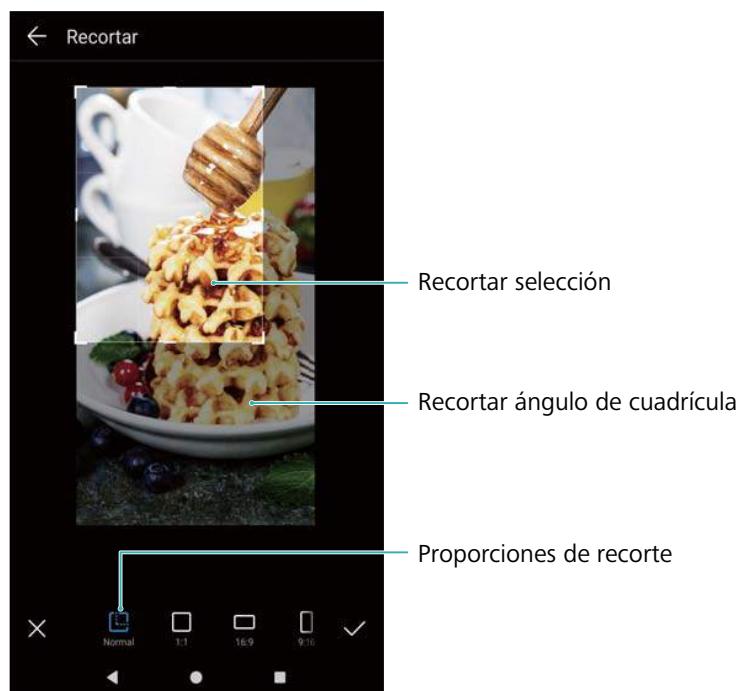 Recortar
Recortar selección
Recortar ángulo de cuadrícula
Proporciones de recorte
Normal
1:1
16:9
9:16